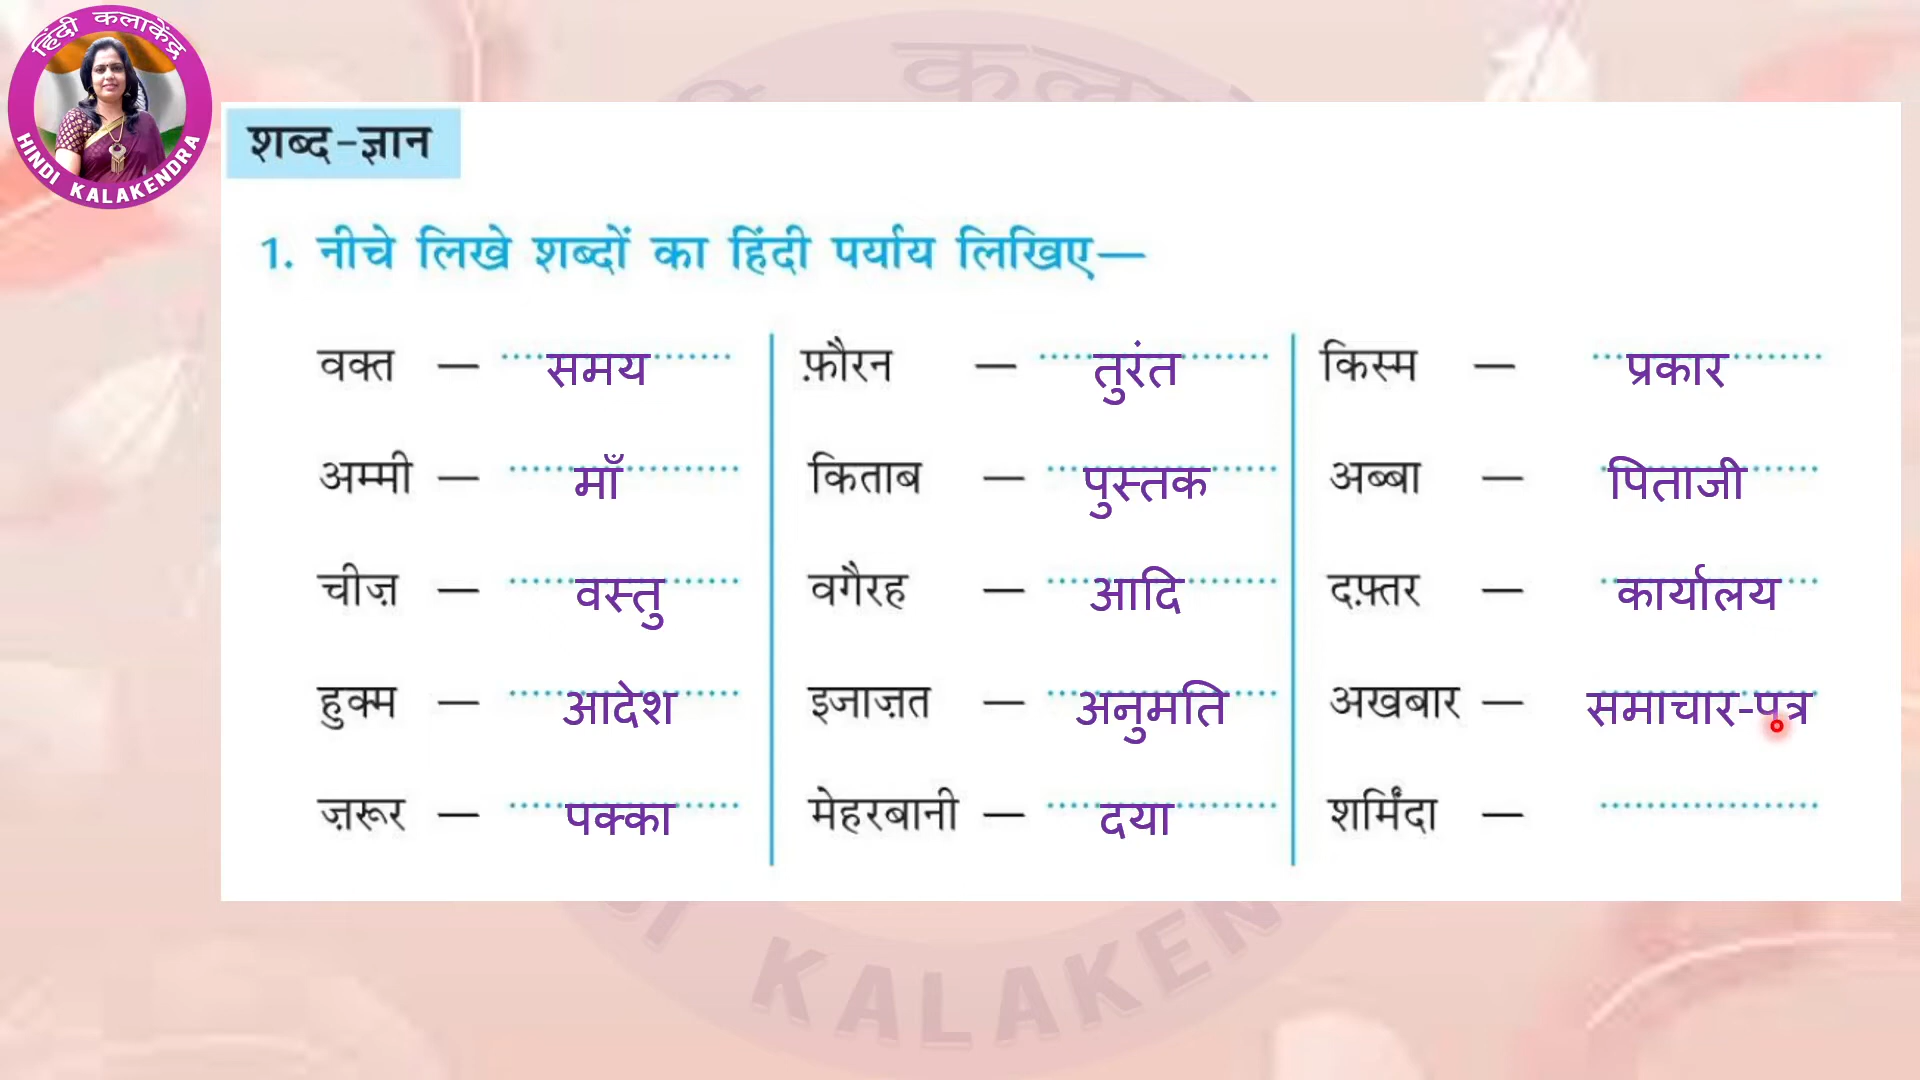 हिंदी कलाकेंद्र
HINDI KALAKENDRA
शब्द-ज्ञान
1. नीचे लिखे शब्दों का हिंदी पर्याय लिखिए—
वक्त — समय फ़ौरन — तुरंत किस्म — प्रकार
अम्मी — माँ किताब — पुस्तक अब्बा — पिताजी
चीज़ — वस्तु वगैरह — आदि दफ़्तर — कार्यालय
हुक्म — आदेश इजाज़त — अनुमति अखबार — समाचार-पत्र
ज़रूर — पक्का मेहरबानी — दया शर्मिंदा —